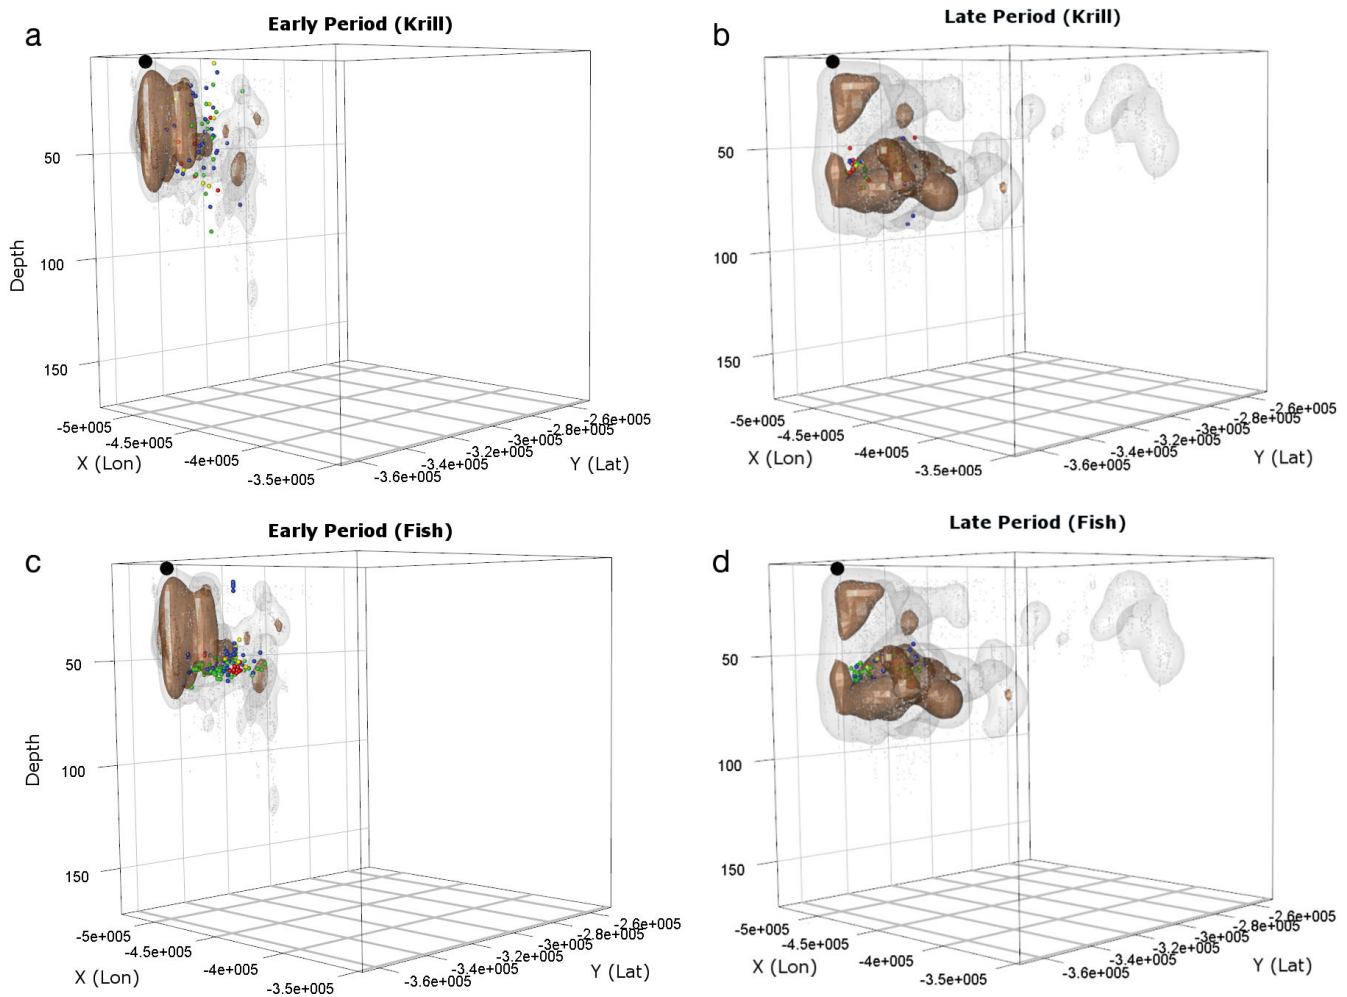 a
Early Period (Krill)
50
100
150
Depth
-5e+005
-4.5e+005
-4e+005
-3.5e+005
X (Lon)
-3.6e+005
-3.4e+005
-3.2e+005
-3e+005
-2.8e+005
-2.6e+005
Y (Lat)
b
Late Period (Krill)
50
100
150
-5e+005
-4.5e+005
-4e+005
-3.5e+005
X (Lon)
-3.6e+005
-3.4e+005
-3.2e+005
-3e+005
-2.8e+005
-2.6e+005
Y (Lat)
c
Early Period (Fish)
50
100
150
Depth
-5e+005
-4.5e+005
-4e+005
-3.5e+005
X (Lon)
-3.6e+005
-3.4e+005
-3.2e+005
-3e+005
-2.8e+005
-2.6e+005
Y (Lat)
d
Late Period (Fish)
50
100
150
-5e+005
-4.5e+005
-4e+005
-3.5e+005
X (Lon)
-3.6e+005
-3.4e+005
-3.2e+005
-3e+005
-2.8e+005
-2.6e+005
Y (Lat)